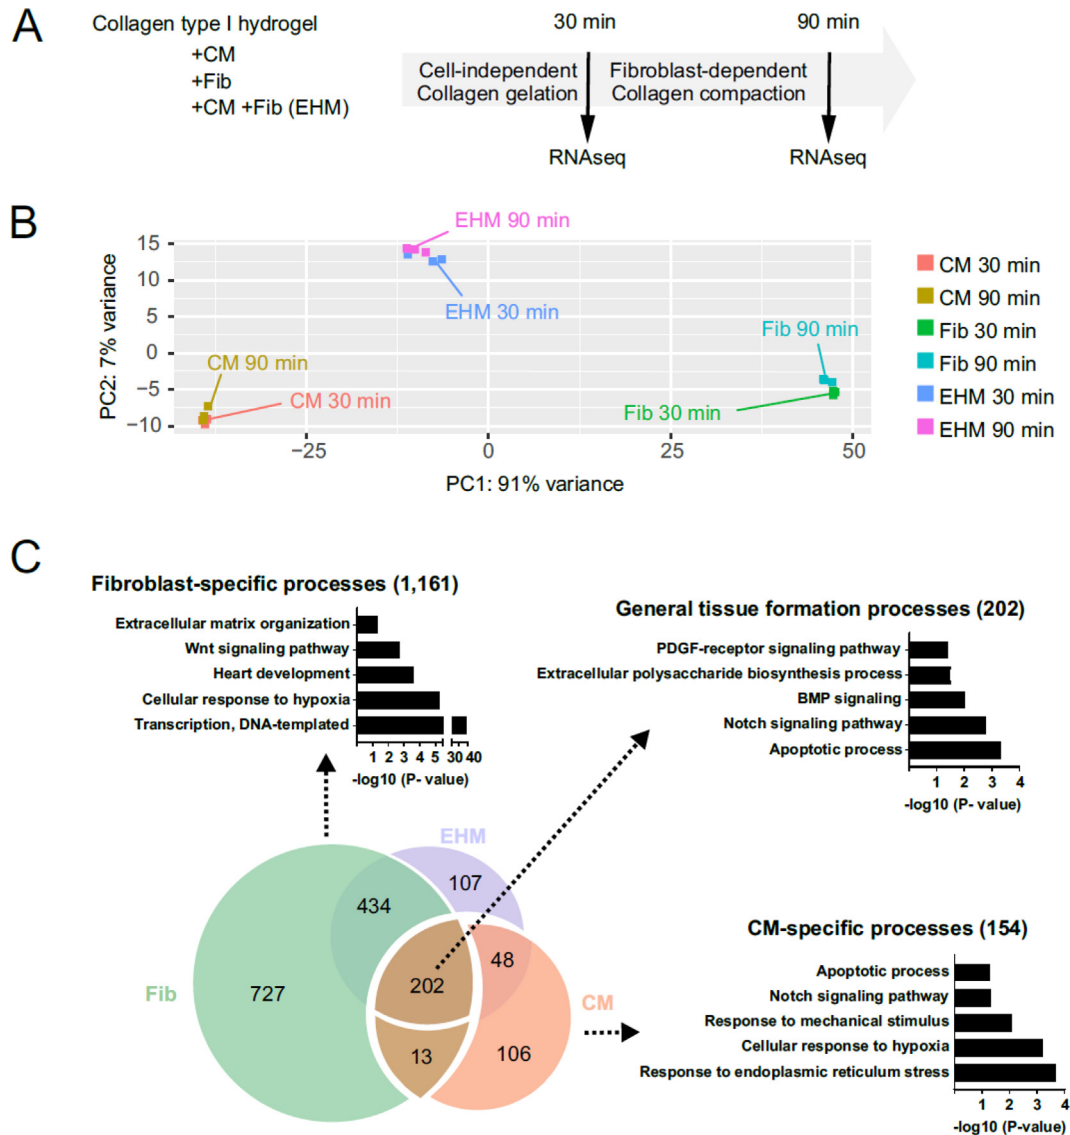 A
Collagen type I hydrogel
+CM
+Fib
+CM +Fib (EHM)
30 min
90 min
Cell-independent
Collagen gelation
Fibroblast-dependent
Collagen compaction
RNAseq
RNAseq
B
PC2: 7% variance
15
10
5
0
−5
−10
EHM 90 min
EHM 30 min
CM 90 min
CM 30 min
Fib 90 min
Fib 30 min
−25
0
25
50
PC1: 91% variance
CM 30 min
CM 90 min
Fib 30 min
Fib 90 min
EHM 30 min
EHM 90 min
C
Fibroblast-specific processes (1,161)
Extracellular matrix organization
Wnt signaling pathway
Heart development
Cellular response to hypoxia
Transcription, DNA-templated
1 2 3 4 5 30 40
-log10 (P- value)
General tissue formation processes (202)
PDGF-receptor signaling pathway
Extracellular polysaccharide biosynthesis process
BMP signaling
Notch signaling pathway
Apoptotic process
1 2 3 4
-log10 (P- value)
EHM
107
434
48
202
Fib
727
CM
13
106
CM-specific processes (154)
Apoptotic process
Notch signaling pathway
Response to mechanical stimulus
Cellular response to hypoxia
Response to endoplasmic reticulum stress
1 2 3 4
-log10 (P-value)